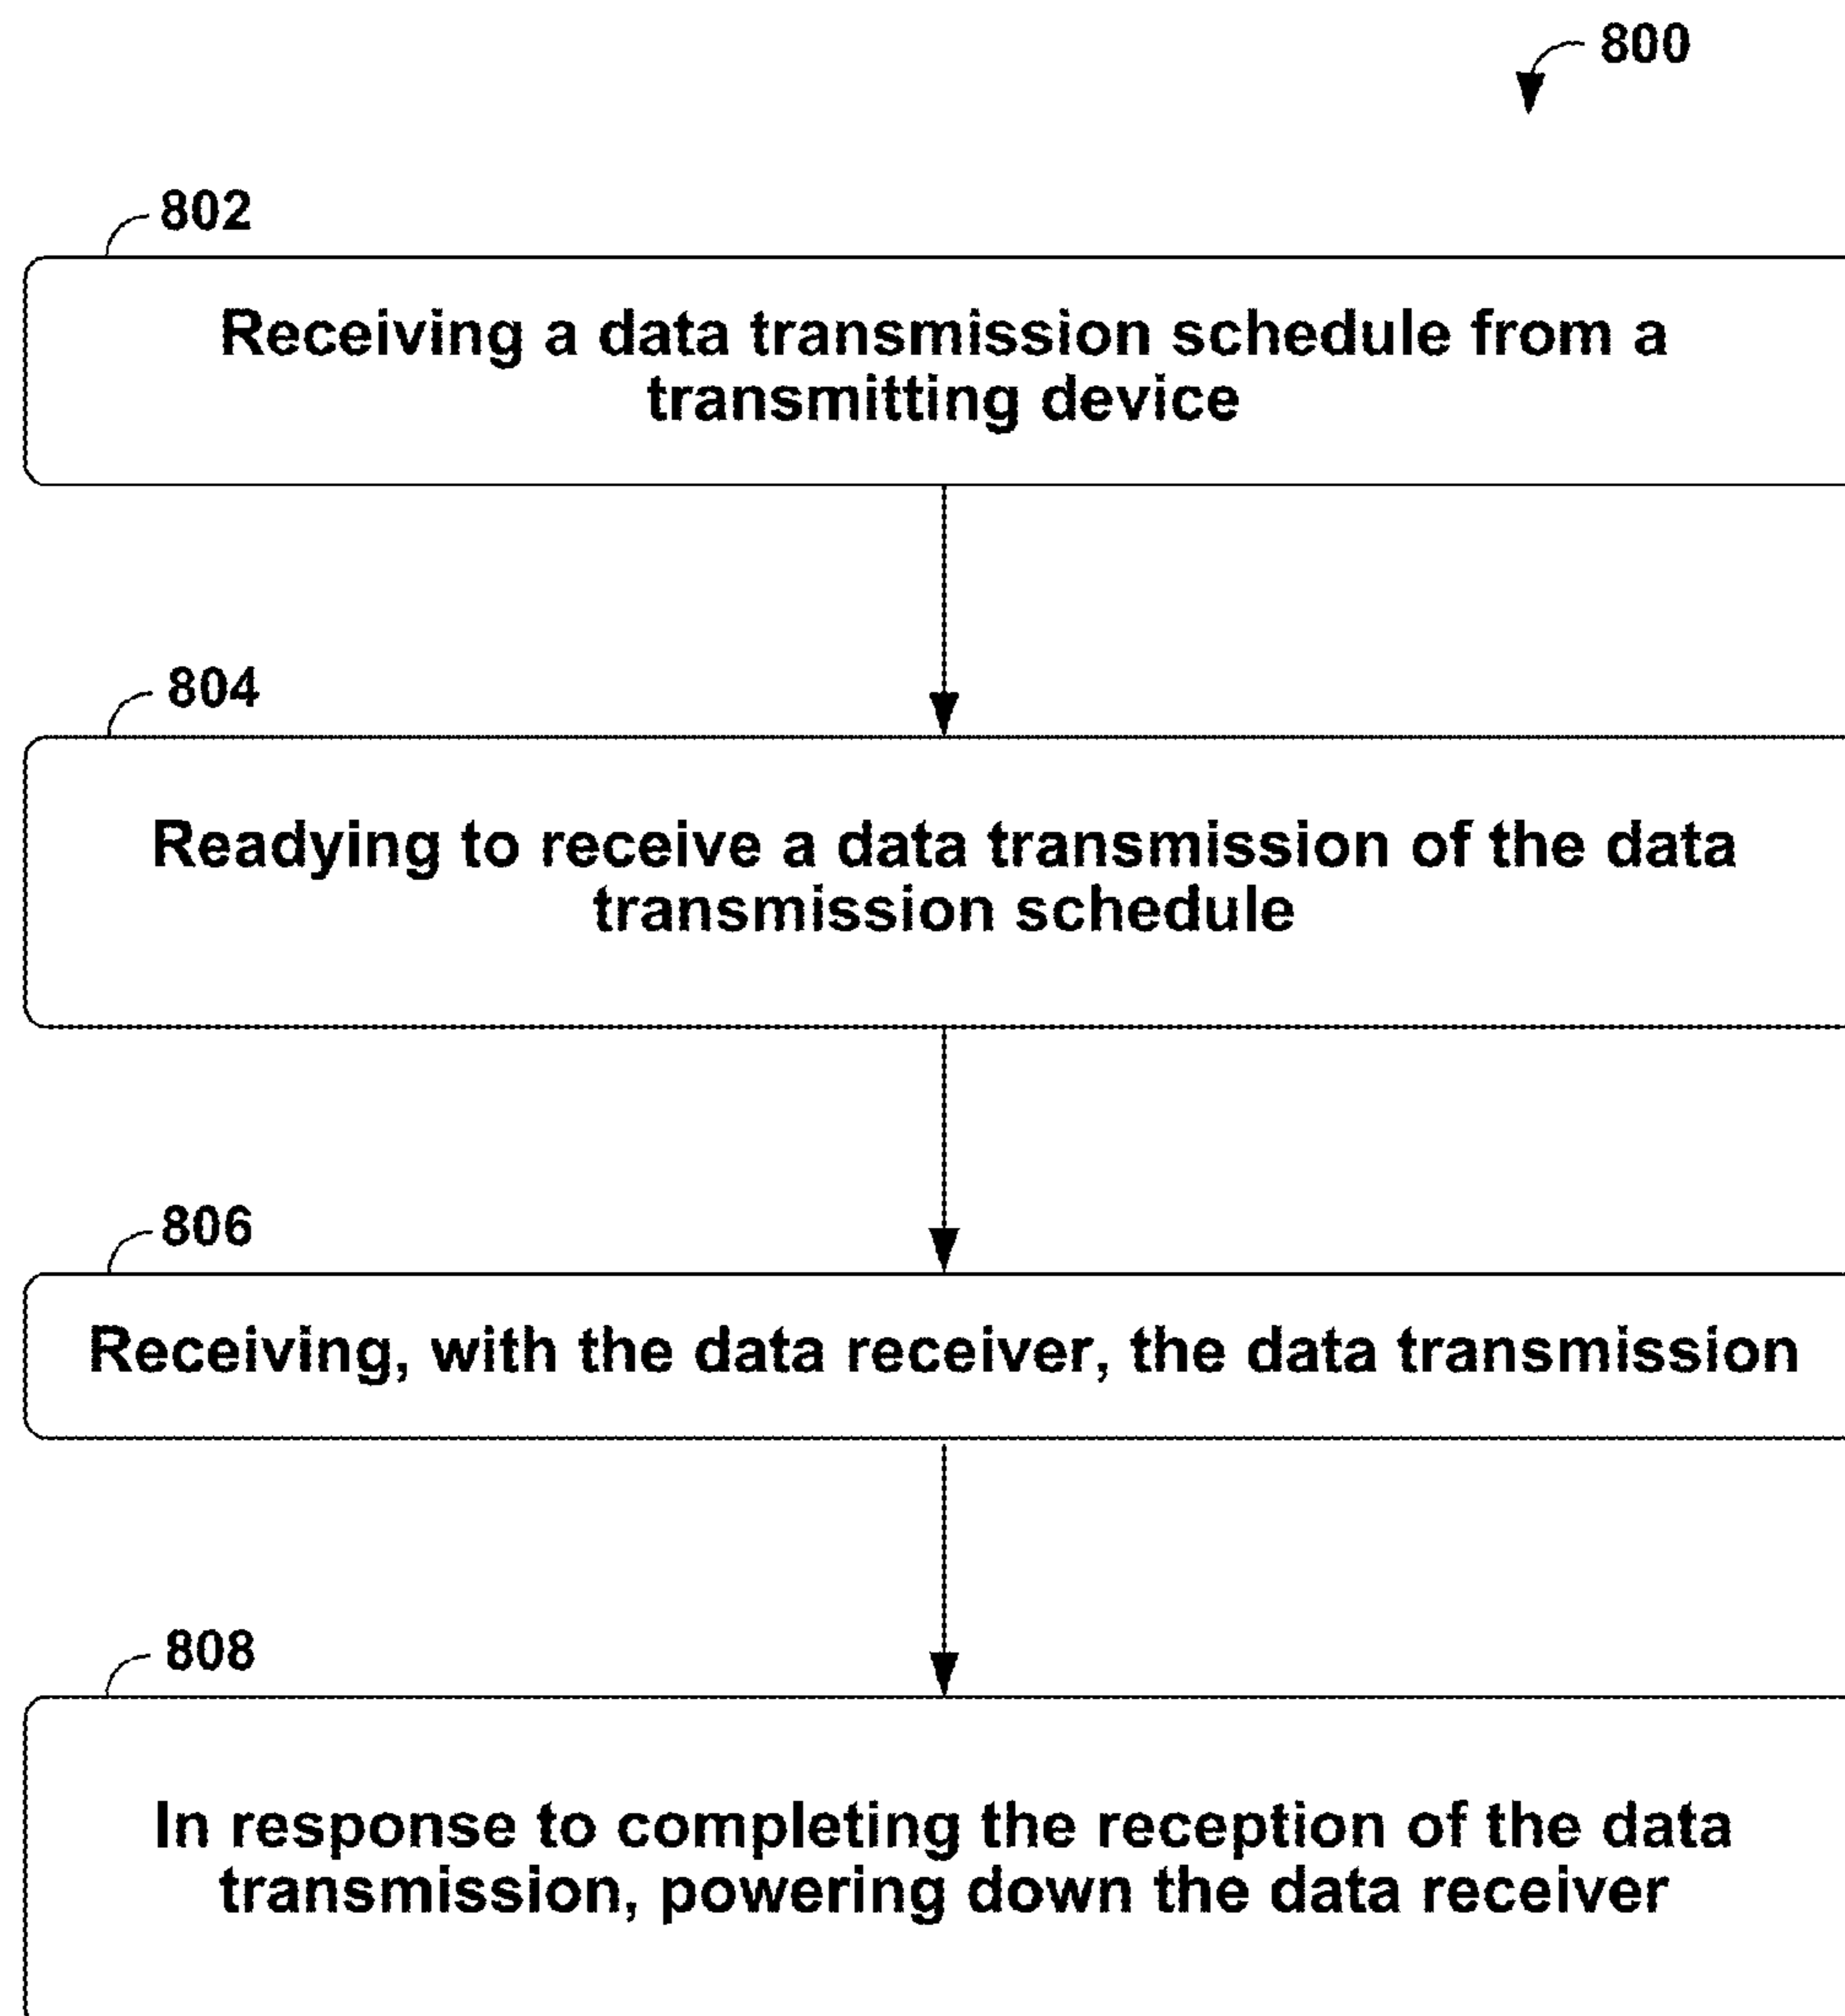 800
802
Receiving a data transmission schedule from a
transmitting device
804
Readying to receive a data transmission of the data
transmission schedule
806
Receiving, with the data receiver, the data transmission
808
In response to completing the reception of the data
transmission, powering down the data receiver